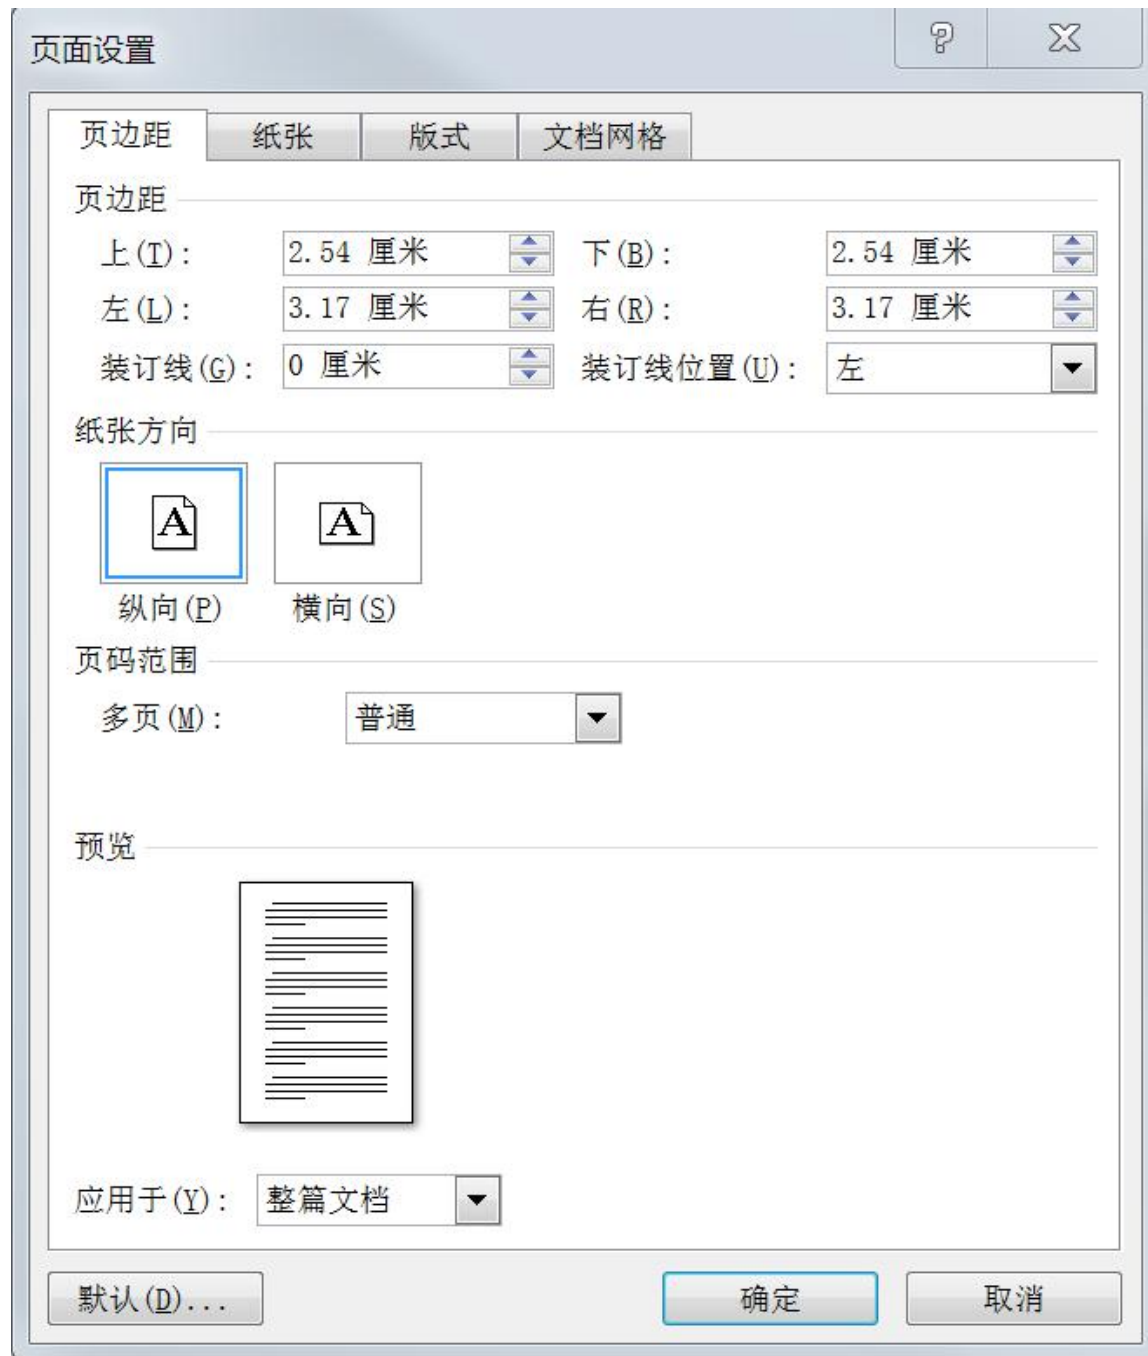 页面设置
页边距 纸张 版式 文档网格
页边距
上(T): 2.54 厘米 下(B): 2.54 厘米
左(L): 3.17 厘米 右(R): 3.17 厘米
装订线(G): 0 厘米 装订线位置(U): 左
纸张方向
A A
纵向(P) 横向(S)
页码范围
多页(M): 普通
预览
应用于(Y): 整篇文档
默认(D)... 确定 取消